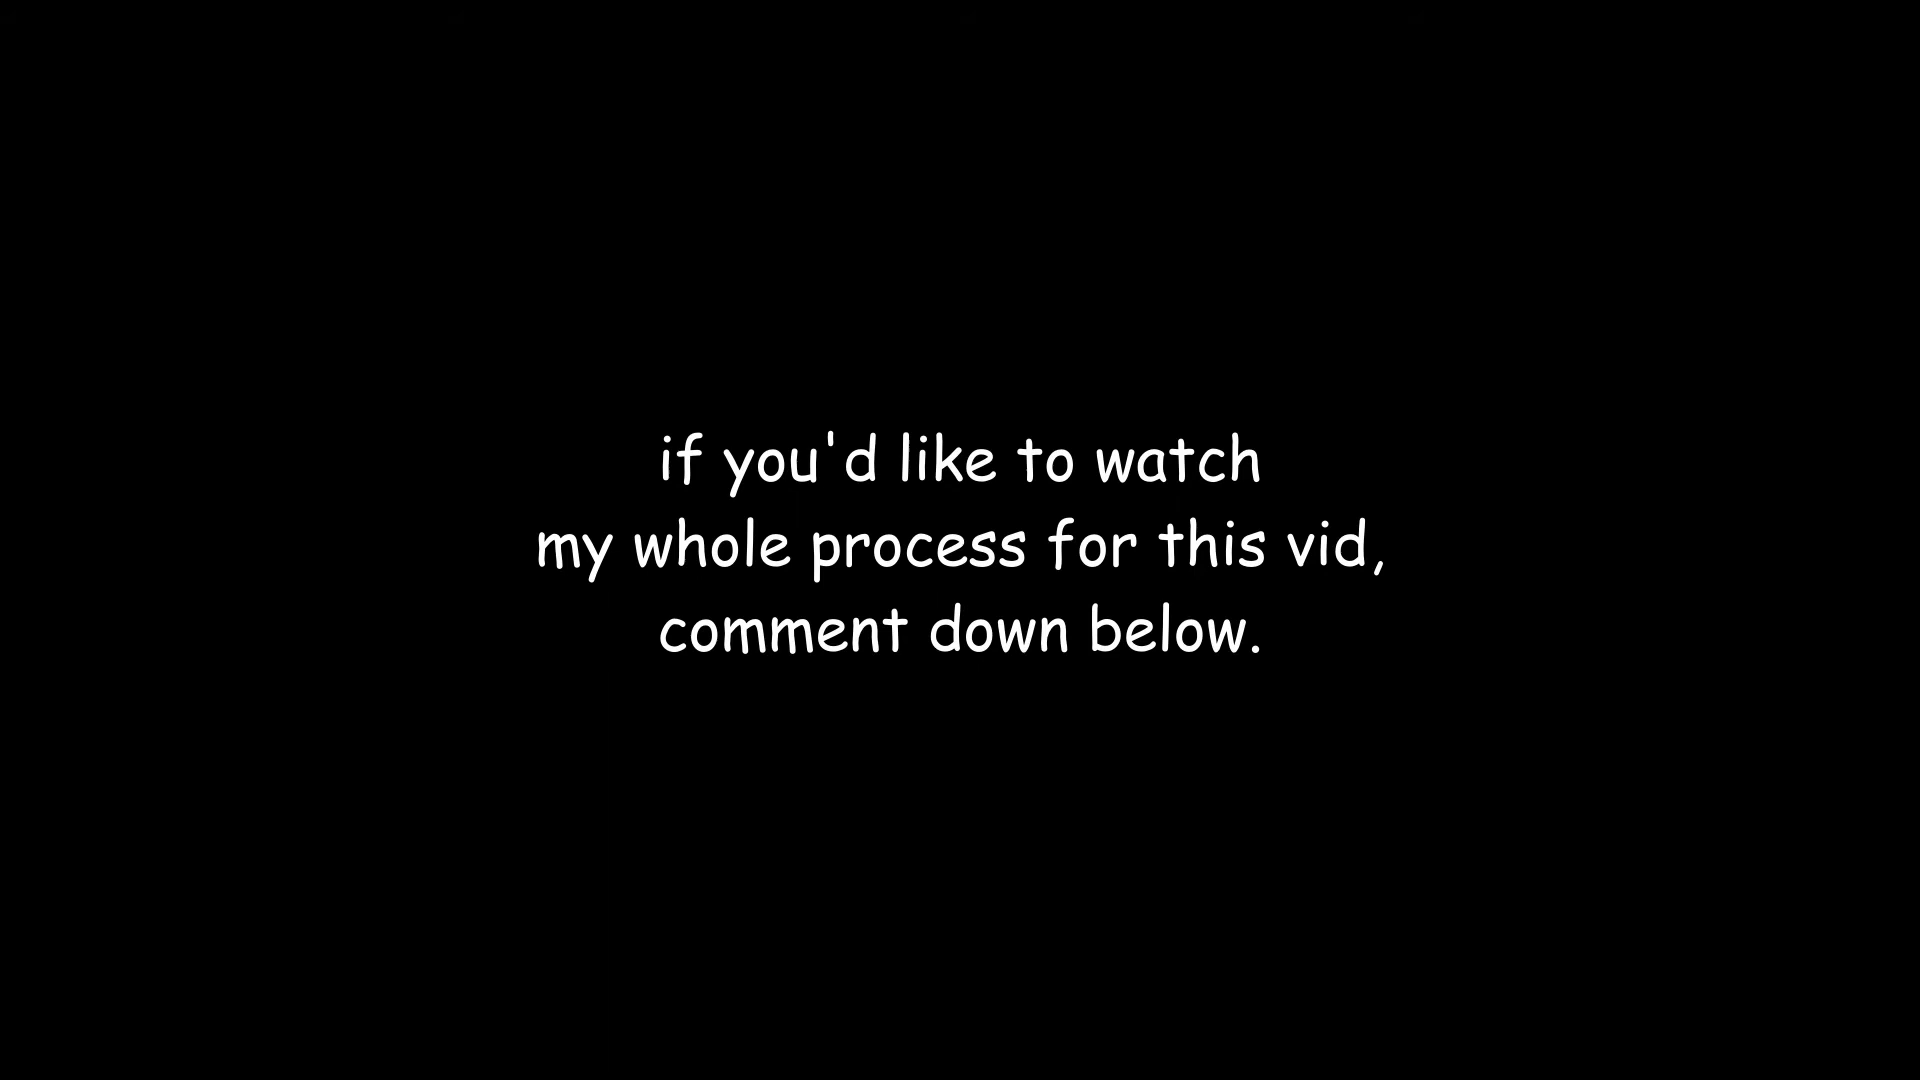 if you'd like to watch
my whole process for this vid,
comment down below.